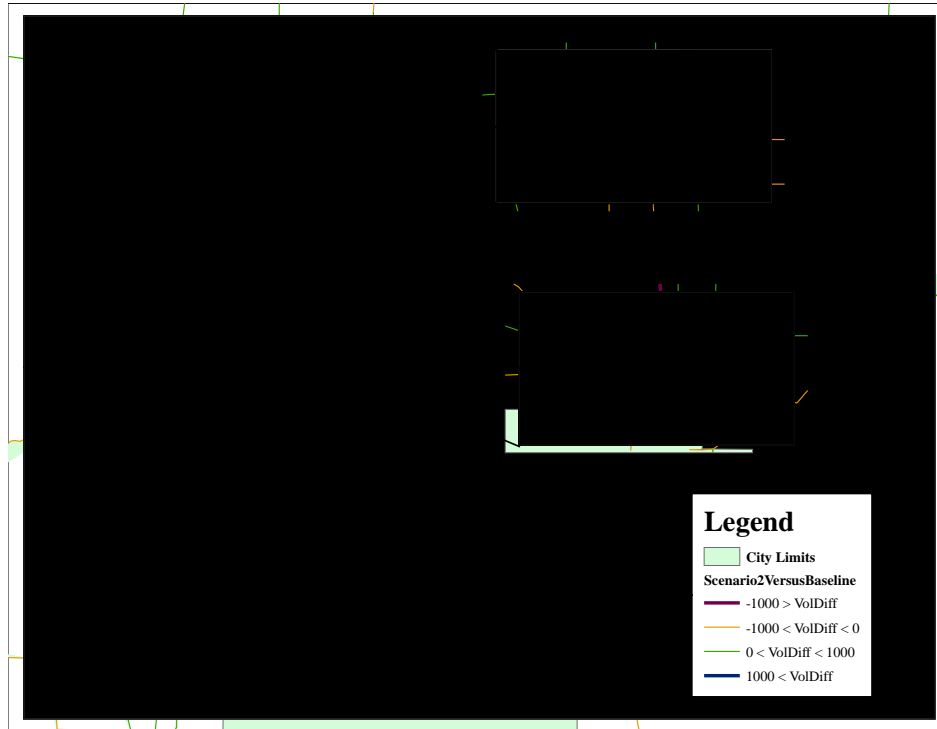 Legend
City Limits
Scenario2VersusBaseline
-1000 > VolDiff
-1000 < VolDiff < 0
0 < VolDiff < 1000
1000 < VolDiff